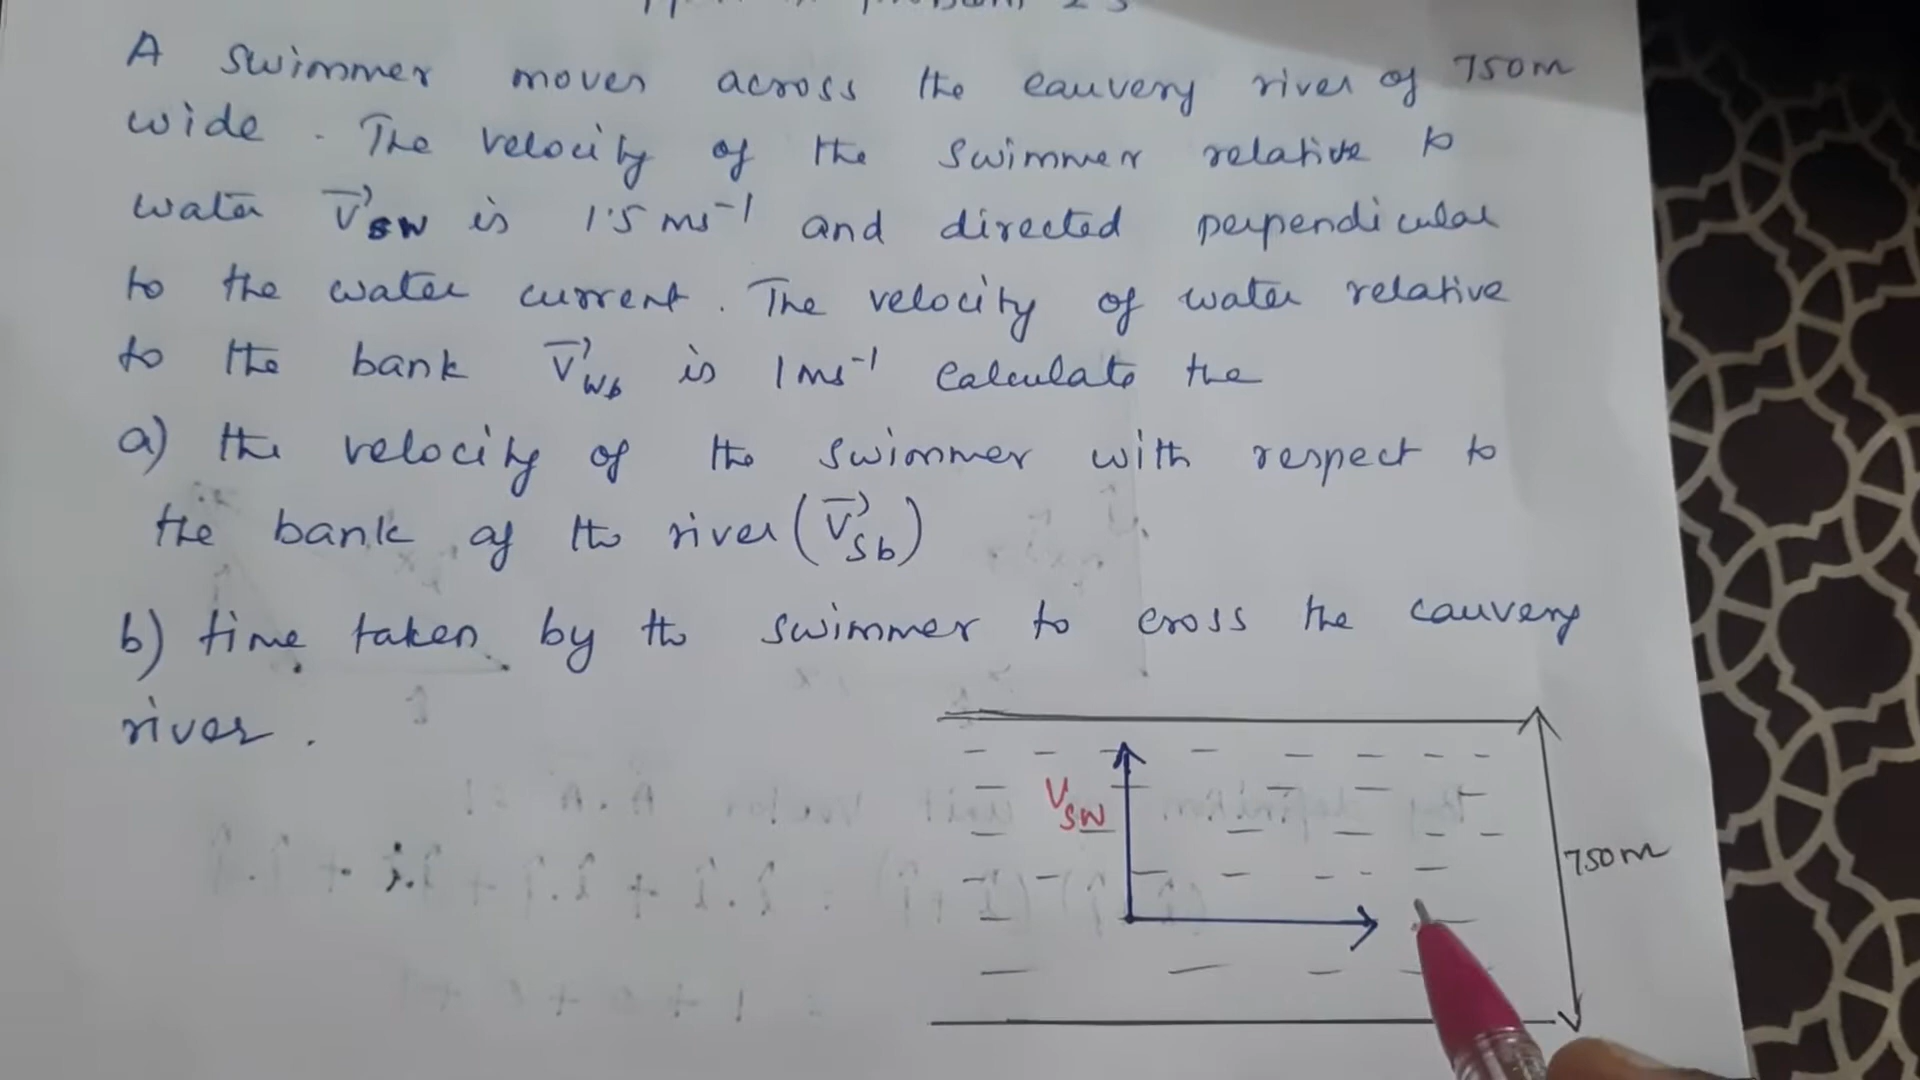 problem 23
A swimmer moves across the cauvery river of 750m
wide. The velocity of the swimmer relative to
water V⃗SW is 1.5 ms⁻¹ and directed perpendicular
to the water current. The velocity of water relative
to the bank V⃗wb is 1ms⁻¹ Calculate the
a) the velocity of the swimmer with respect to
the bank of the river (V⃗sb)
b) time taken by the swimmer to cross the cauvery
river.
VSW
750m